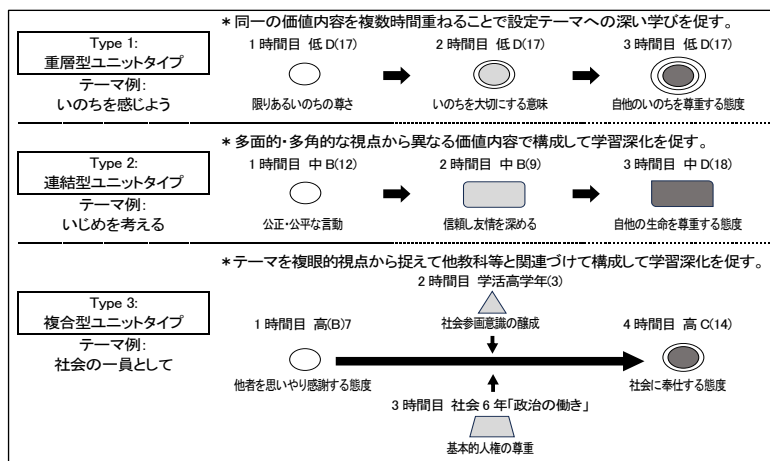 ＊同一の価値内容を複数時間重ねることで設定テーマへの深い学びを促す。
Type 1:
重層型ユニットタイプ
テーマ例:
いのちを感じよう
1 時間目 低 D(17)
2 時間目 低 D(17)
3 時間目 低 D(17)
限りあるいのちの尊さ
いのちを大切にする意味
自他のいのちを尊重する態度
＊多面的・多角的な視点から異なる価値内容で構成して学習深化を促す。
Type 2:
連結型ユニットタイプ
テーマ例:
いじめを考える
1 時間目 中 B(12)
2 時間目 中 B(9)
3 時間目 中 D(18)
公正・公平な言動
信頼し友情を深める
自他の生命を尊重する態度
＊テーマを複眼的視点から捉えて他教科等と関連づけて構成して学習深化を促す。
Type 3:
複合型ユニットタイプ
テーマ例:
社会の一員として
2 時間目 学活高学年(3)
社会参画意識の醸成
1 時間目 高(B)7
4 時間目 高 C(14)
他者を思いやり感謝する態度
社会に奉仕する態度
3 時間目 社会 6 年「政治の働き」
基本的人権の尊重